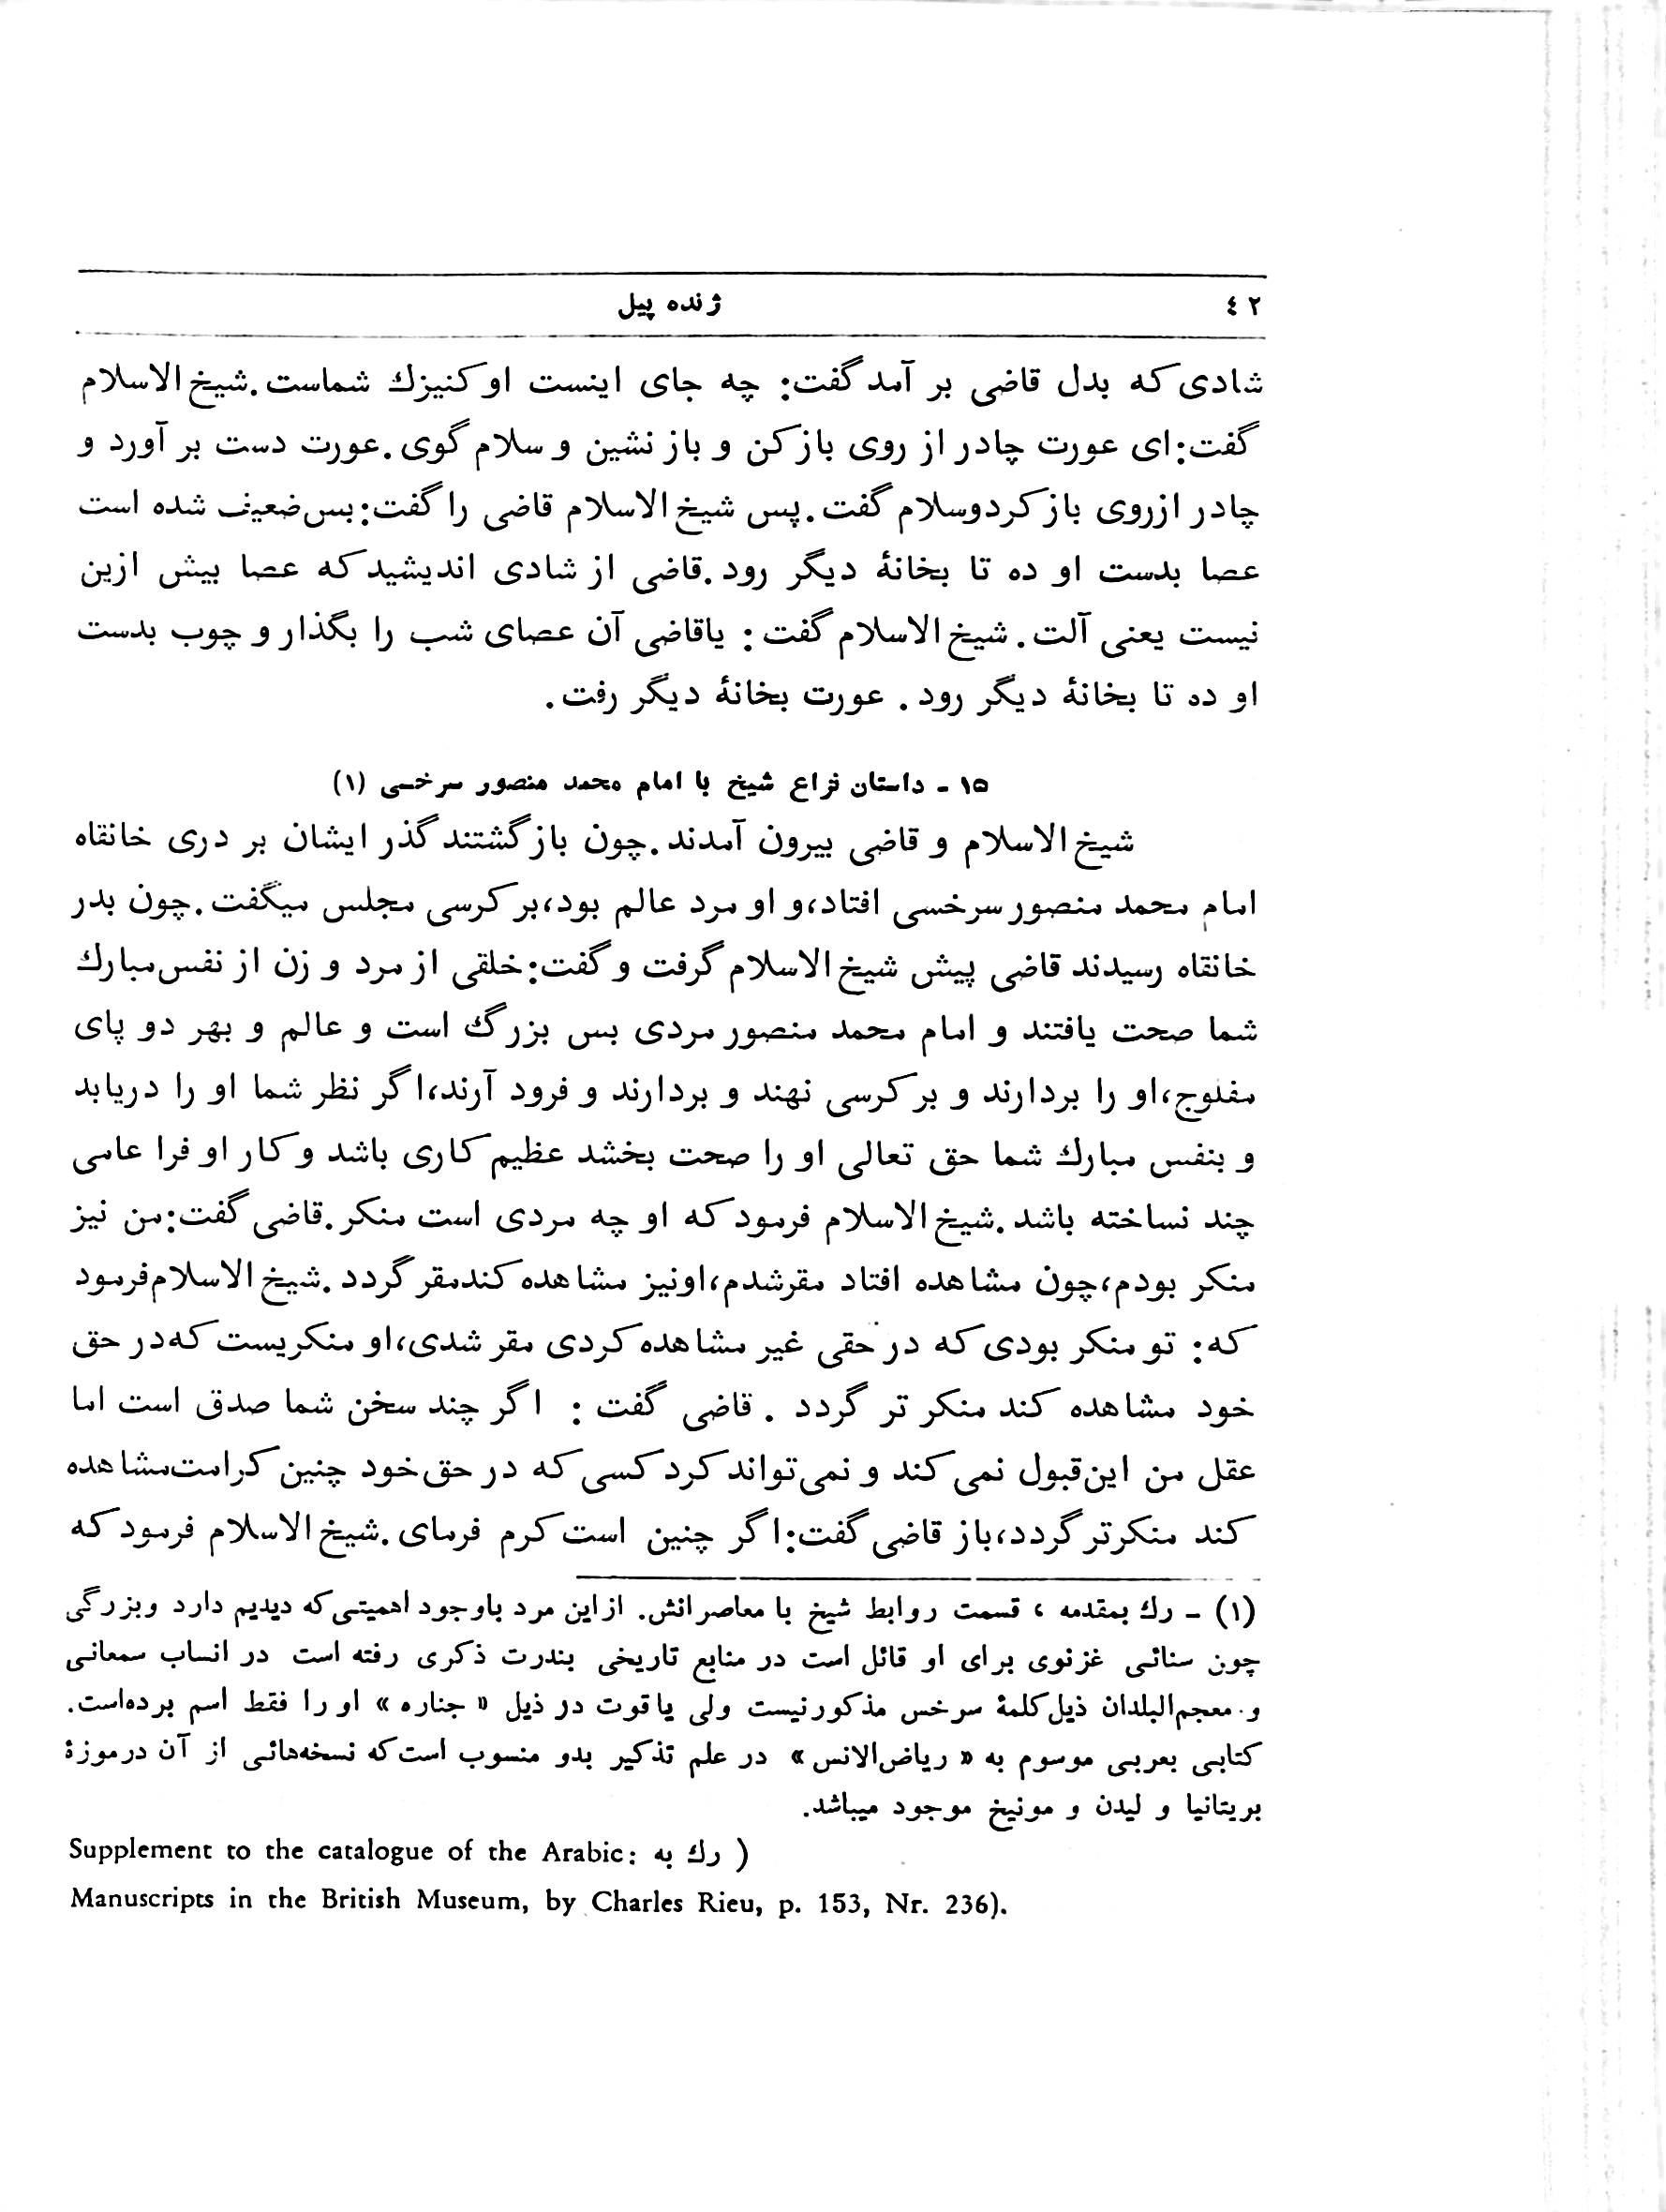 ٤٢
ژنده پیل
شادی که بدل قاضی بر آمد گفت: چه جای اینست او کنیزك شماست. شیخ الاسلام
گفت: ای عورت چادر از روی باز کن و باز نشین و سلام گوی. عورت دست بر آورد و
چادر ازروی باز کردوسلام گفت. پس شیخ الاسلام قاضی را گفت: بس ضعیف شده است
عصا بدست او ده تا بخانهٔ دیگر رود. قاضی از شادی اندیشید که عصا بیش ازین
نیست یعنی آلت. شیخ الاسلام گفت: یاقاضی آن عصای شب را بگذار و چوب بدست
او ده تا بخانهٔ دیگر رود. عورت بخانهٔ دیگر رفت.
۱۵ - داستان نزاع شیخ با امام محمد منصور سرخسی (۱)
شیخ الاسلام و قاضی بیرون آمدند. چون باز گشتند گذر ایشان بر دری خانقاه
امام محمد منصور سرخسی افتاد، و او مرد عالم بود، بر کرسی مجلس میگفت. چون بدر
خانقاه رسیدند قاضی پیش شیخ الاسلام گرفت و گفت: خلقی از مرد و زن از نفس مبارك
شما صحت یافتند و امام محمد منصور مردی بس بزرگ است و عالم و بهر دو پای
مفلوج، او را بردارند و بر کرسی نهند و بردارند و فرود آرند، اگر نظر شما او را دریابد
و بنفس مبارك شما حق تعالی او را صحت بخشد عظیم کاری باشد و کار او فرا عامی
چند نساخته باشد. شیخ الاسلام فرمود که او چه مردی است منکر. قاضی گفت: من نیز
منکر بودم، چون مشاهده افتاد مقرشدم، اونیز مشاهده کندمقر گردد. شیخ الاسلام فرمود
که: تو منکر بودی که در حقی غیر مشاهده کردی مقر شدی، او منکریست که در حق
خود مشاهده کند منکر تر گردد. قاضی گفت: اگر چند سخن شما صدق است اما
عقل من این قبول نمی کند و نمی تواند کرد کسی که در حق خود چنین کرامت مشاهده
کند منکرتر گردد، باز قاضی گفت: اگر چنین است کرم فرمای. شیخ الاسلام فرمود که
(۱) - رك بمقدمه ، قسمت روابط شیخ با معاصرانش. از این مرد باوجود اهمیتی که دیدیم دارد وبزرگی
چون سنائی غزنوی برای او قائل است در منابع تاریخی بندرت ذکری رفته است در انساب سمعانی
و معجم‌البلدان ذیل کلمهٔ سرخس مذکور نیست ولی یاقوت در ذیل « جناره » او را فقط اسم برده‌است.
کتابی بعربی موسوم به « ریاض‌الانس » در علم تذکیر بدو منسوب است که نسخه‌هائی از آن درموزهٔ
بریتانیا و لیدن و مونیخ موجود میباشد.
( رك به :Supplement to the catalogue of the Arabic
Manuscripts in the British Museum, by Charles Rieu, p. 153, Nr. 236).